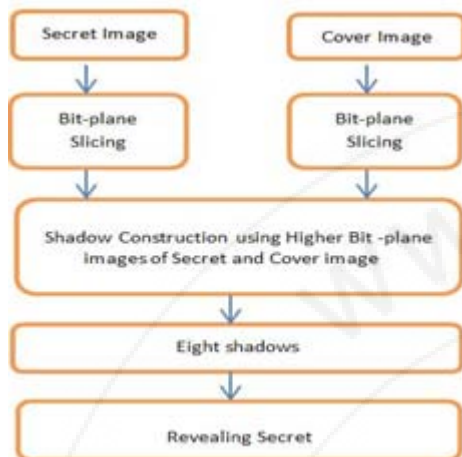 Secret Image
Cover Image
Bit-plane
Slicing
Bit-plane
Slicing
Shadow Construction using Higher Bit -plane
images of Secret and Cover image
Eight shadows
Revealing Secret